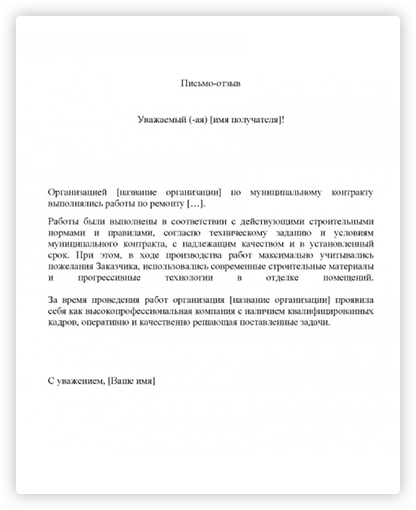 Письмо-отзыв
Уважаемый (-ая) [имя получателя]!
Организацией [название организации] по муниципальному контракту
выполнялись работы по ремонту […].
Работы были выполнены в соответствии с действующими строительными
нормами и правилами, согласно техническому заданию и условиям
муниципального контракта, с надлежащим качеством и в установленный
срок. При этом, в ходе производства работ максимально учитывались
пожелания Заказчика, использовались современные строительные материалы
и прогрессивные технологии в отделке помещений.
За время проведения работ организация [название организации] проявила
себя как высокопрофессиональная компания с наличием квалифицированных
кадров, оперативно и качественно решающая поставленные задачи.
С уважением, [Ваше имя]